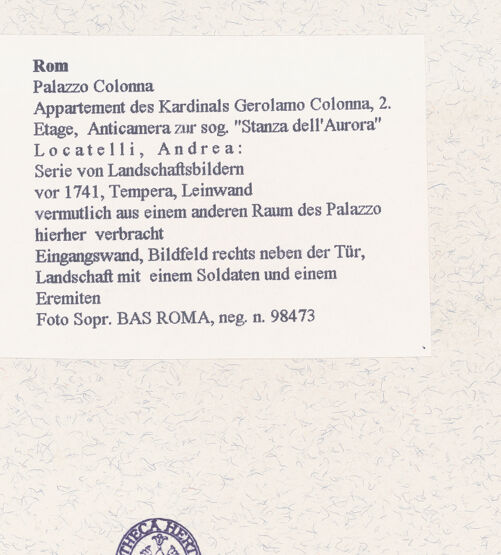 Rom
Palazzo Colonna
Appartement des Kardinals Gerolamo Colonna, 2.
Etage, Anticamera zur sog. "Stanza dell'Aurora"
Locatelli, Andrea:
Serie von Landschaftsbildern
vor 1741, Tempera, Leinwand
vermutlich aus einem anderen Raum des Palazzo
hierher verbracht
Eingangswand, Bildfeld rechts neben der Tür,
Landschaft mit einem Soldaten und einem
Eremiten
Foto Sopr. BAS ROMA, neg. n. 98473